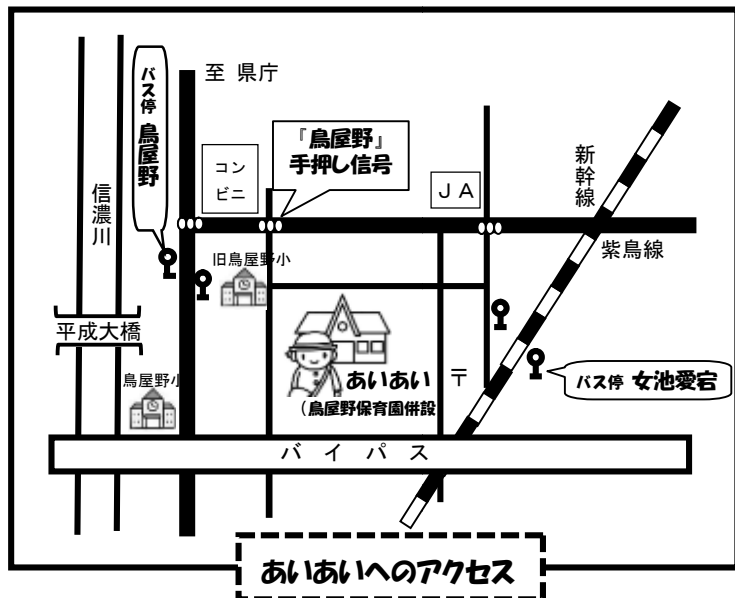 至 県庁
バス停 鳥屋野
コン
ビニ
『鳥屋野』
手押し信号
JA
新幹線
紫鳥線
信濃川
旧鳥屋野小
平成大橋
鳥屋野小
あいあい
（鳥屋野保育園併設
〒
バス停 女池愛宕
バイパス
あいあいへのアクセス